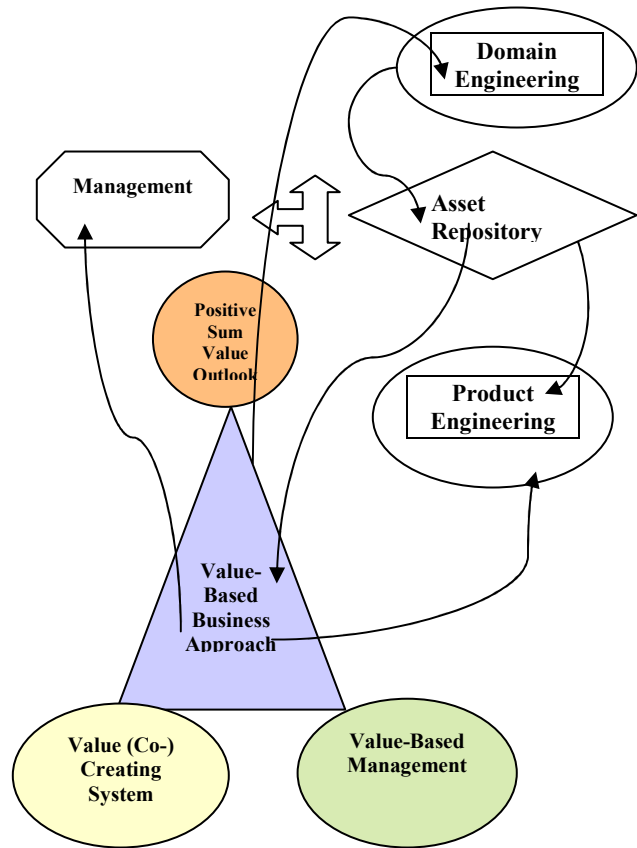 Domain
Engineering
Management
Asset
Repository
Positive
Sum
Value
Outlook
Product
Engineering
Value-
Based
Business
Approach
Value (Co-)
Creating
System
Value-Based
Management